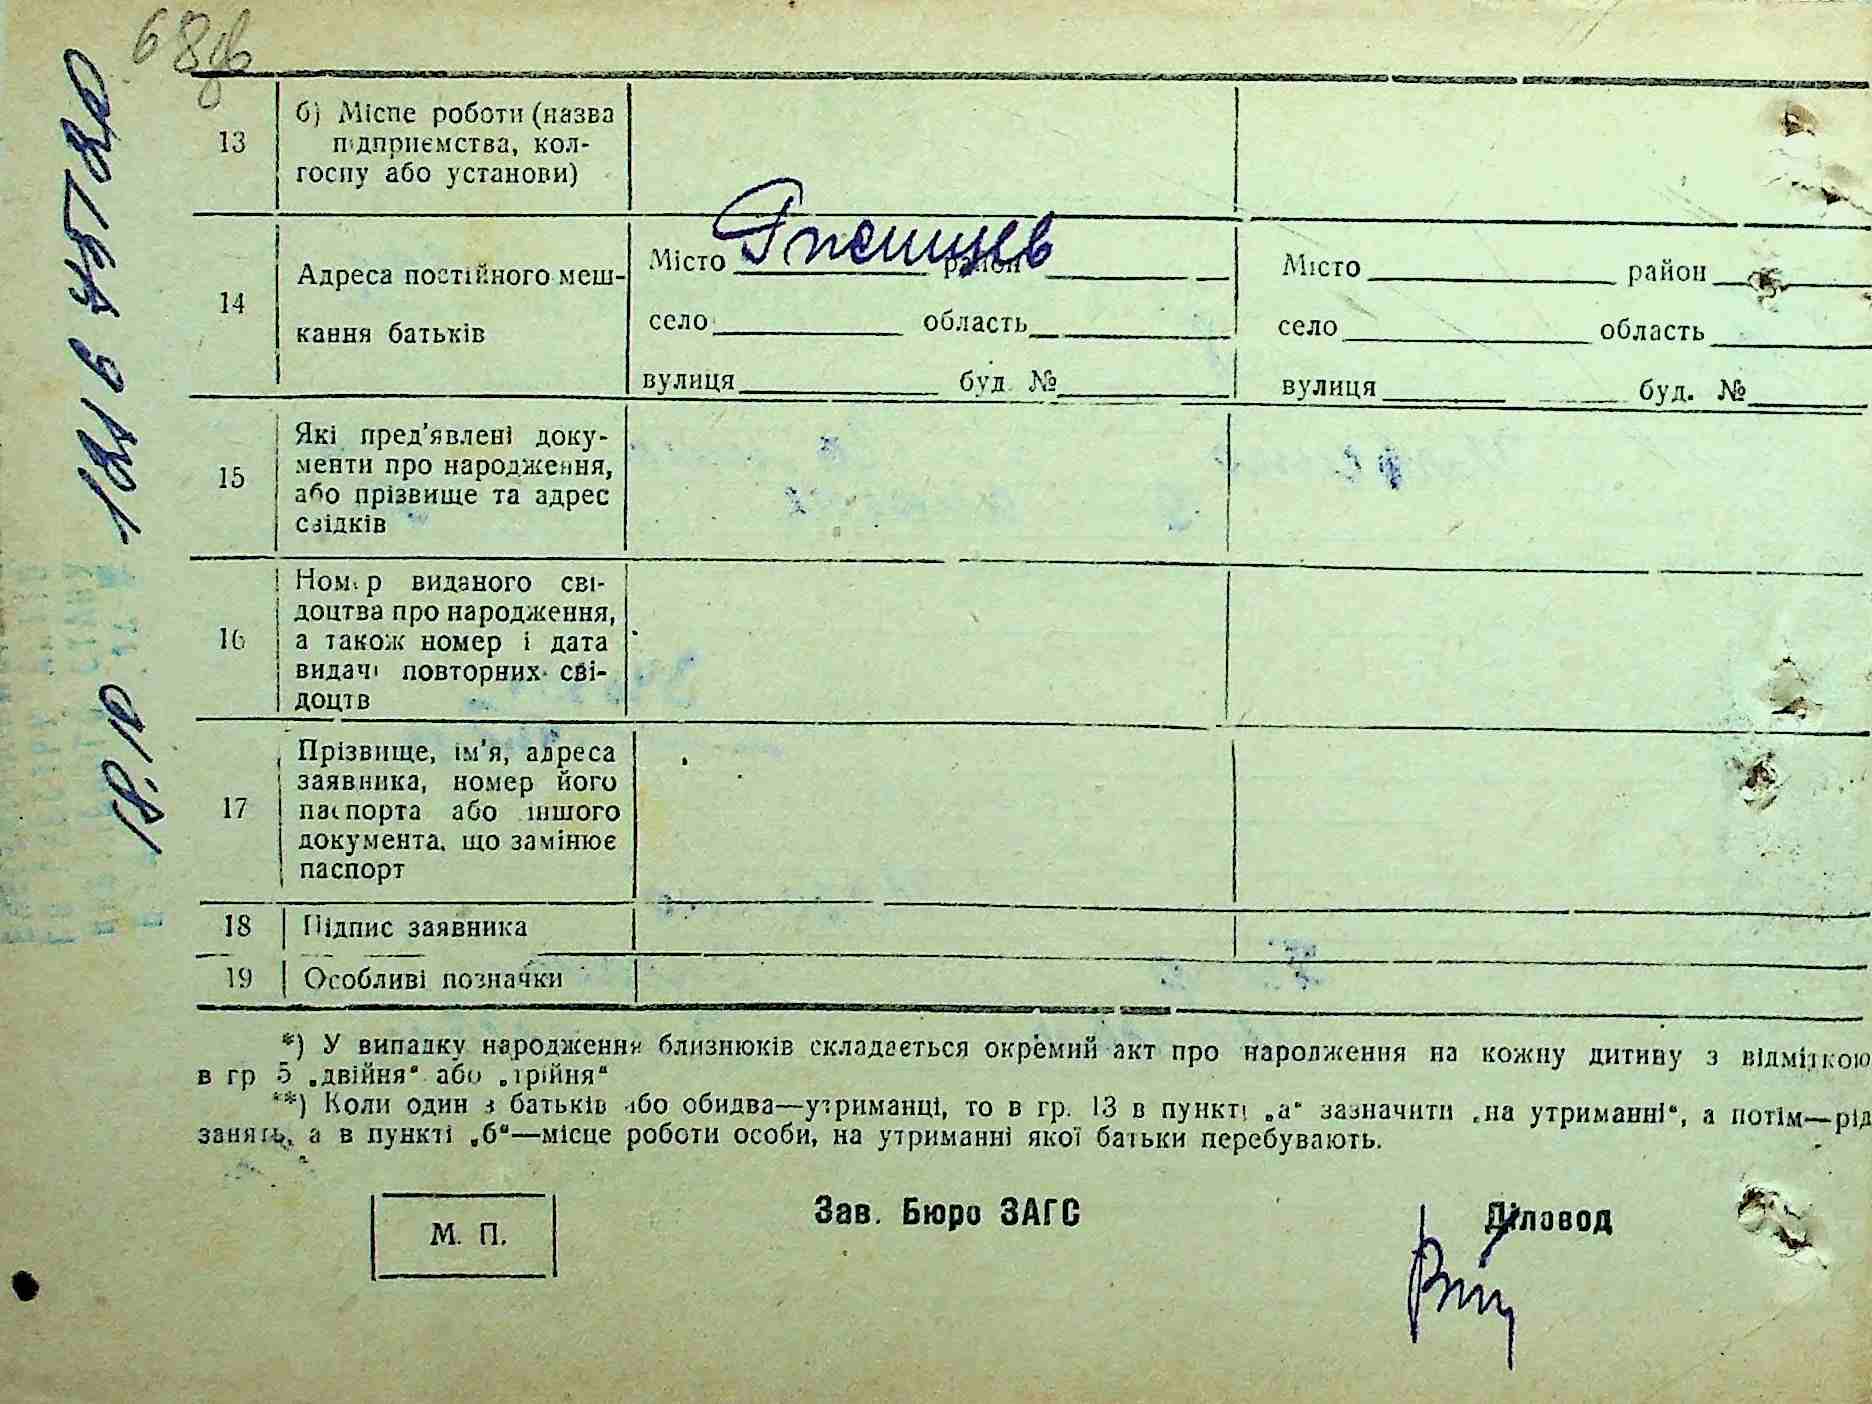 68
13
б) Місце роботи (назва
підприємства, кол-
госпу або установи)
14
Адреса постійного меш-
кання батьків
Місто район
село область
вулиця буд. №
Місто район
село область
вулиця буд. №
15
Які пред'явлені доку-
менти про народження,
або прізвище та адрес
свідків
16
Номер виданого сві-
доцтва про народження,
а також номер і дата
видачі повторних сві-
доцтв
17
Прізвище, ім'я, адреса
заявника, номер його
паспорта або іншого
документа, що замінює
паспорт
18 Підпис заявника
19 Особливі позначки
*) У випадку народження близнюків складається окремий акт про народження на кожну дитину з відміткою
в гр 5 „двійня“ або „трійня“
**) Коли один з батьків або обидва—утриманці, то в гр. 13 в пункті „а“ зазначити „на утриманні“, а потім—рід
занять, а в пункті „б“—місце роботи особи, на утриманні якої батьки перебувають.
М. П.
Зав. Бюро ЗАГС
Діловод